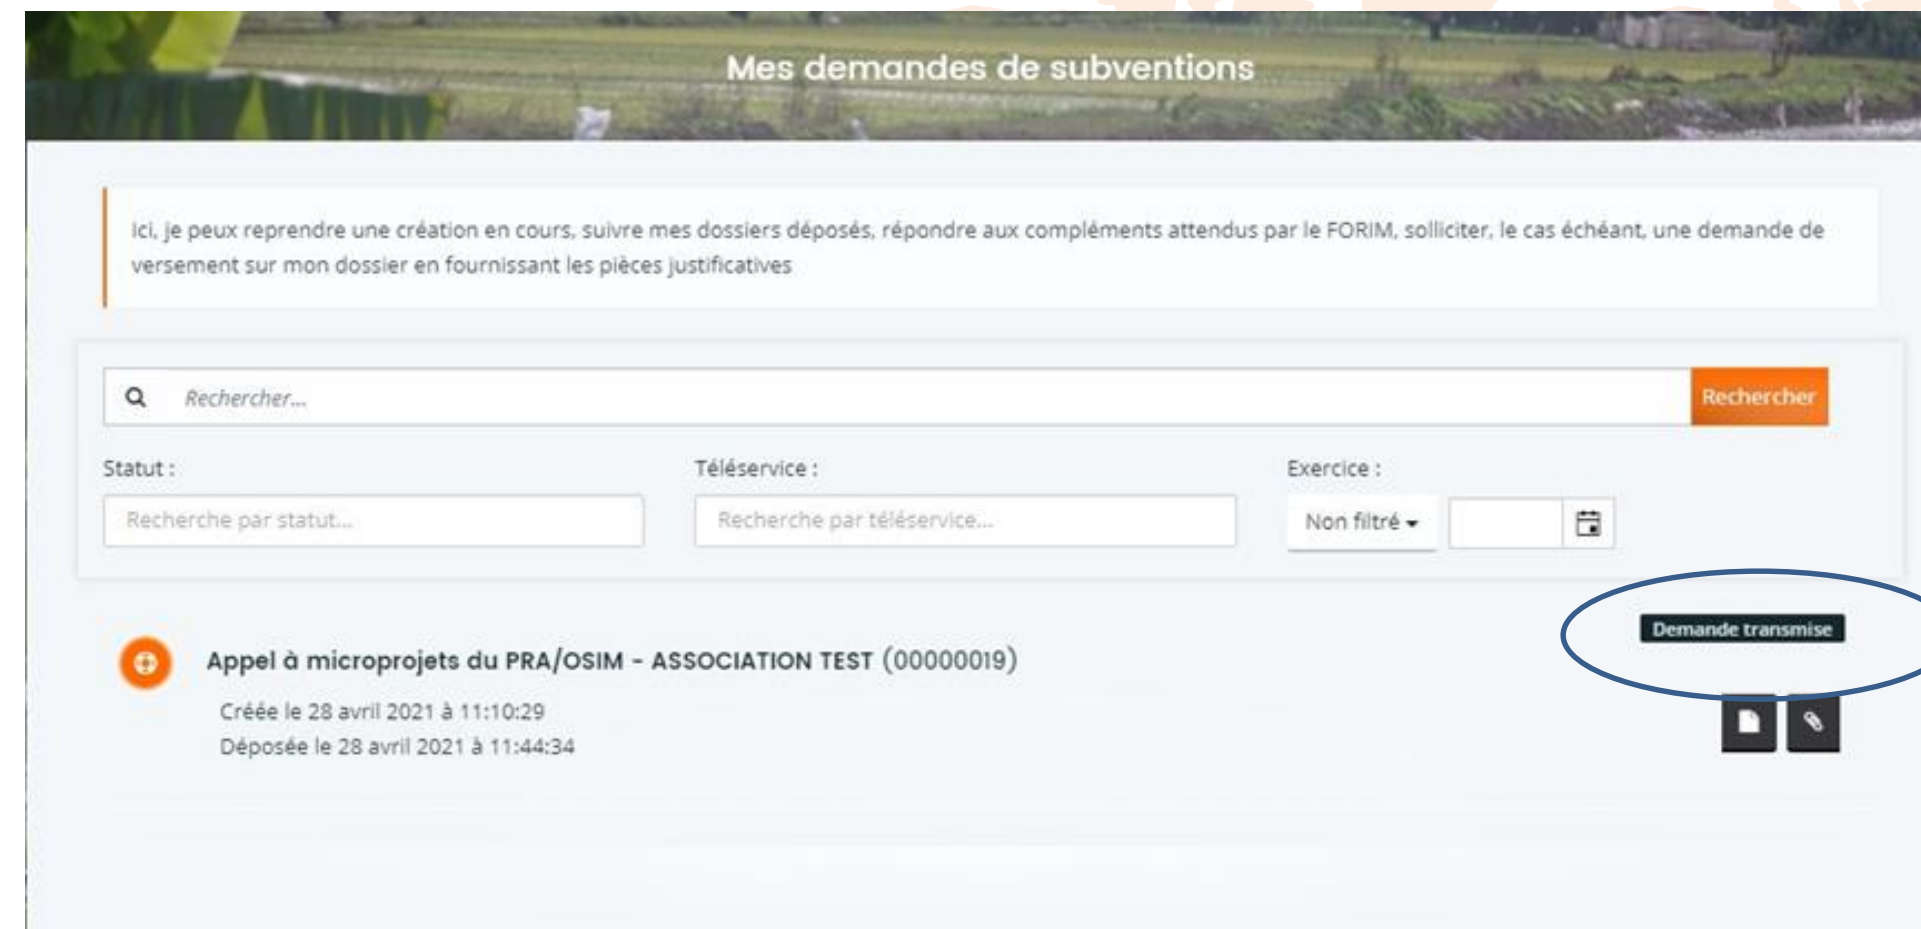 Mes demandes de subventions
Ici, je peux reprendre une création en cours, suivre mes dossiers déposés, répondre aux compléments attendus par le FORIM, solliciter, le cas échéant, une demande de
versement sur mon dossier en fournissant les pièces justificatives
Rechercher...
Rechercher
Statut :
Téléservice :
Exercice :
Recherche par statut...
Recherche par téléservice...
Non filtré
Demande transmise
Appel à microprojets du PRA/OSIM - ASSOCIATION TEST (00000019)
Créée le 28 avril 2021 à 11:10:29
Déposée le 28 avril 2021 à 11:44:34